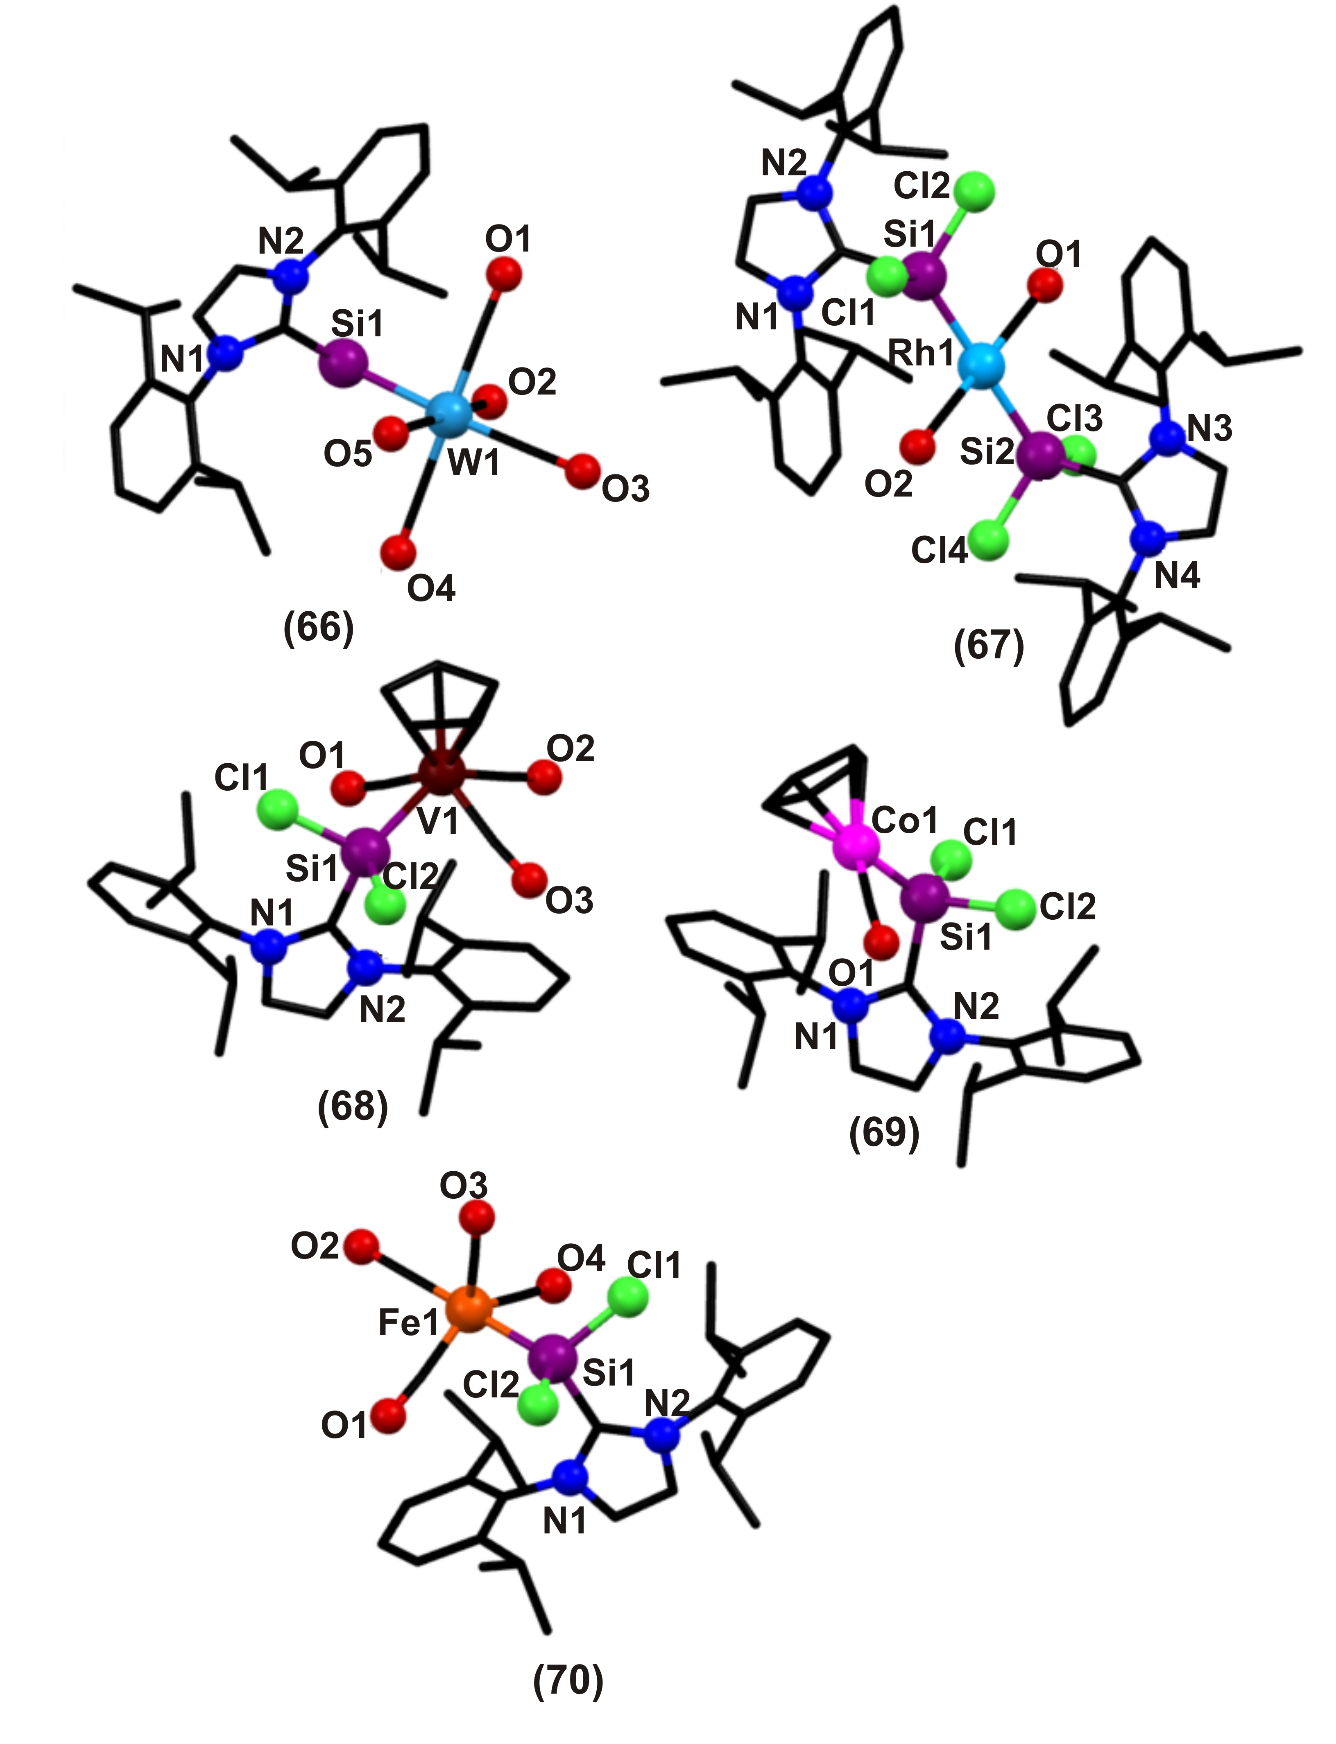 N2
O1
Si1
N1
O2
O5
W1
O3
O4
(66)
N2
Cl2
Si1
O1
N1
Cl1
Rh1
Cl3
N3
Si2
O2
Cl4
N4
(67)
O1
O2
Cl1
V1
Si1
Cl2
O3
N1
N2
(68)
Co1
Cl1
Cl2
Si1
O1
N2
N1
(69)
O3
O2
O4
Cl1
Fe1
Si1
Cl2
N2
O1
N1
(70)